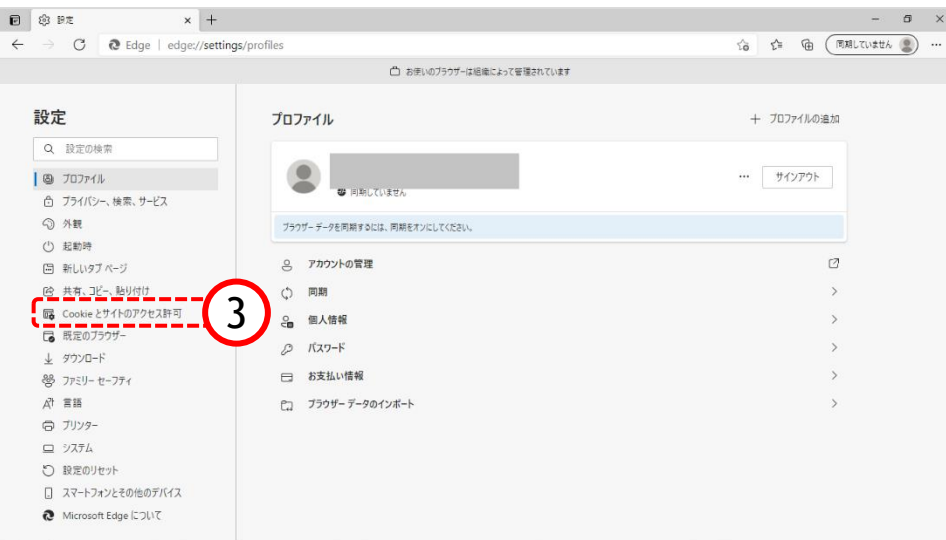 設定
Edge | edge://settings/profiles
同期していません
お使いのブラウザーは組織によって管理されています
設定
設定の検索
プロファイル
プライバシー、検索、サービス
外観
起動時
新しいタブ ページ
共有、コピー、貼り付け
Cookie とサイトのアクセス許可
3
既定のブラウザー
ダウンロード
ファミリー セーフティ
言語
プリンター
システム
設定のリセット
スマートフォンとその他のデバイス
Microsoft Edge について
プロファイル
プロファイルの追加
同期していません
サインアウト
ブラウザー データを同期するには、同期をオンにしてください。
アカウントの管理
同期
個人情報
パスワード
お支払い情報
ブラウザー データのインポート